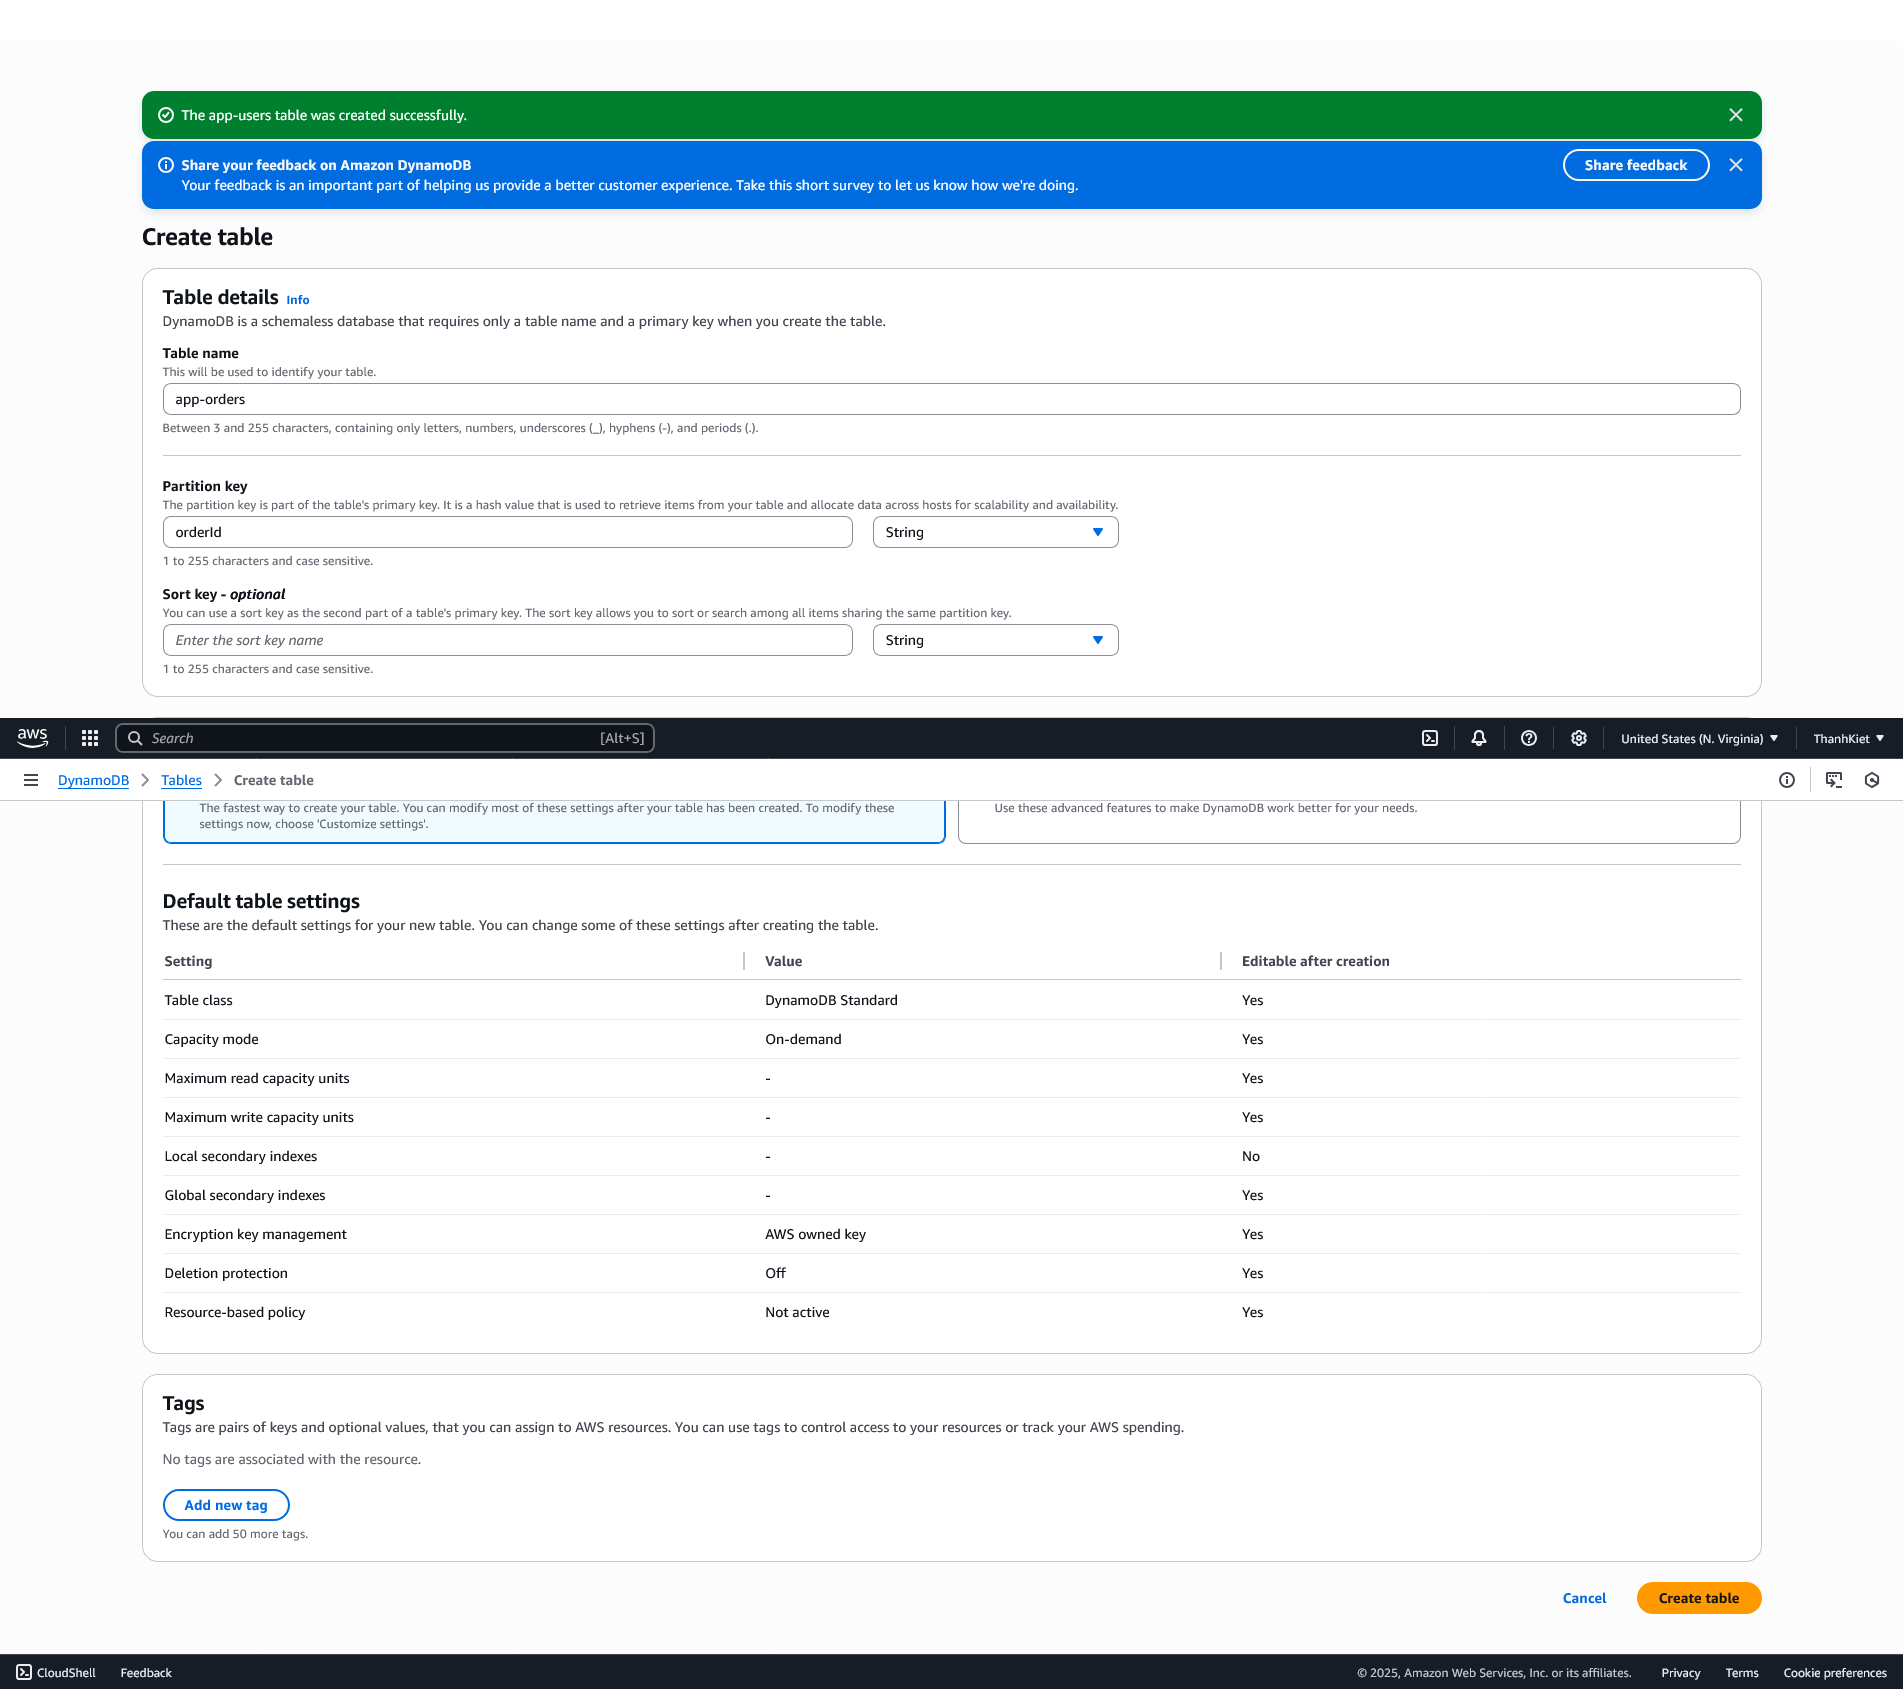 The app-users table was created successfully.
Share your feedback on Amazon DynamoDB
Your feedback is an important part of helping us provide a better customer experience. Take this short survey to let us know how we're doing.
Share feedback
Create table
Table details Info
DynamoDB is a schemaless database that requires only a table name and a primary key when you create the table.
Table name
This will be used to identify your table.
app-orders
Between 3 and 255 characters, containing only letters, numbers, underscores (_), hyphens (-), and periods (.).
Partition key
The partition key is part of the table's primary key. It is a hash value that is used to retrieve items from your table and allocate data across hosts for scalability and availability.
orderId String
1 to 255 characters and case sensitive.
Sort key - optional
You can use a sort key as the second part of a table's primary key. The sort key allows you to sort or search among all items sharing the same partition key.
Enter the sort key name String
1 to 255 characters and case sensitive.
aws Search [Alt+S] United States (N. Virginia) ThanhKiet
DynamoDB Tables Create table
The fastest way to create your table. You can modify most of these settings after your table has been created. To modify these
settings now, choose 'Customize settings'.
Use these advanced features to make DynamoDB work better for your needs.
Default table settings
These are the default settings for your new table. You can change some of these settings after creating the table.
Setting Value Editable after creation
Table class DynamoDB Standard Yes
Capacity mode On-demand Yes
Maximum read capacity units - Yes
Maximum write capacity units - Yes
Local secondary indexes - No
Global secondary indexes - Yes
Encryption key management AWS owned key Yes
Deletion protection Off Yes
Resource-based policy Not active Yes
Tags
Tags are pairs of keys and optional values, that you can assign to AWS resources. You can use tags to control access to your resources or track your AWS spending.
No tags are associated with the resource.
Add new tag
You can add 50 more tags.
Cancel Create table
CloudShell Feedback © 2025, Amazon Web Services, Inc. or its affiliates. Privacy Terms Cookie preferences